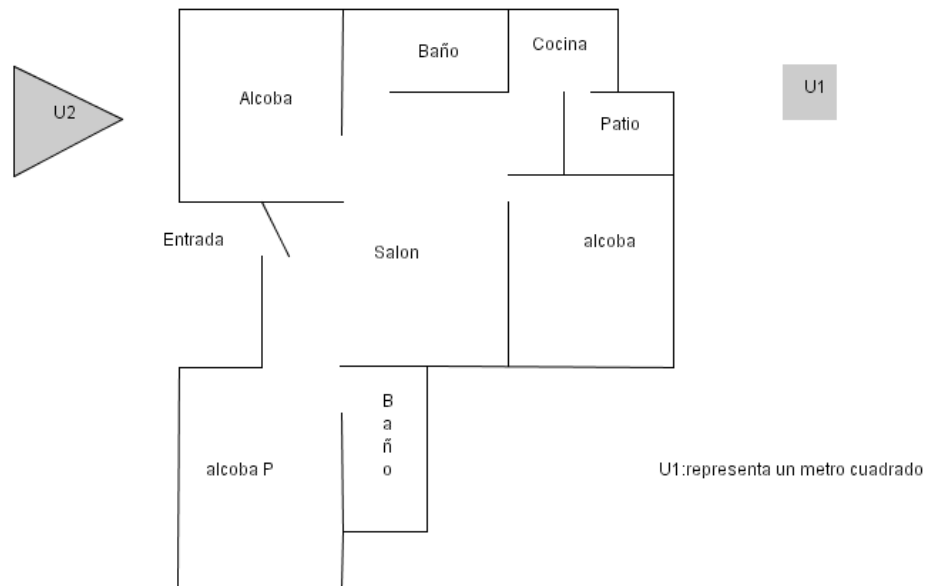 Baño
Cocina
U2
Alcoba
U1
Patio
Entrada
Salon
alcoba
B
a
ñ
o
alcoba P
U1:representa un metro cuadrado